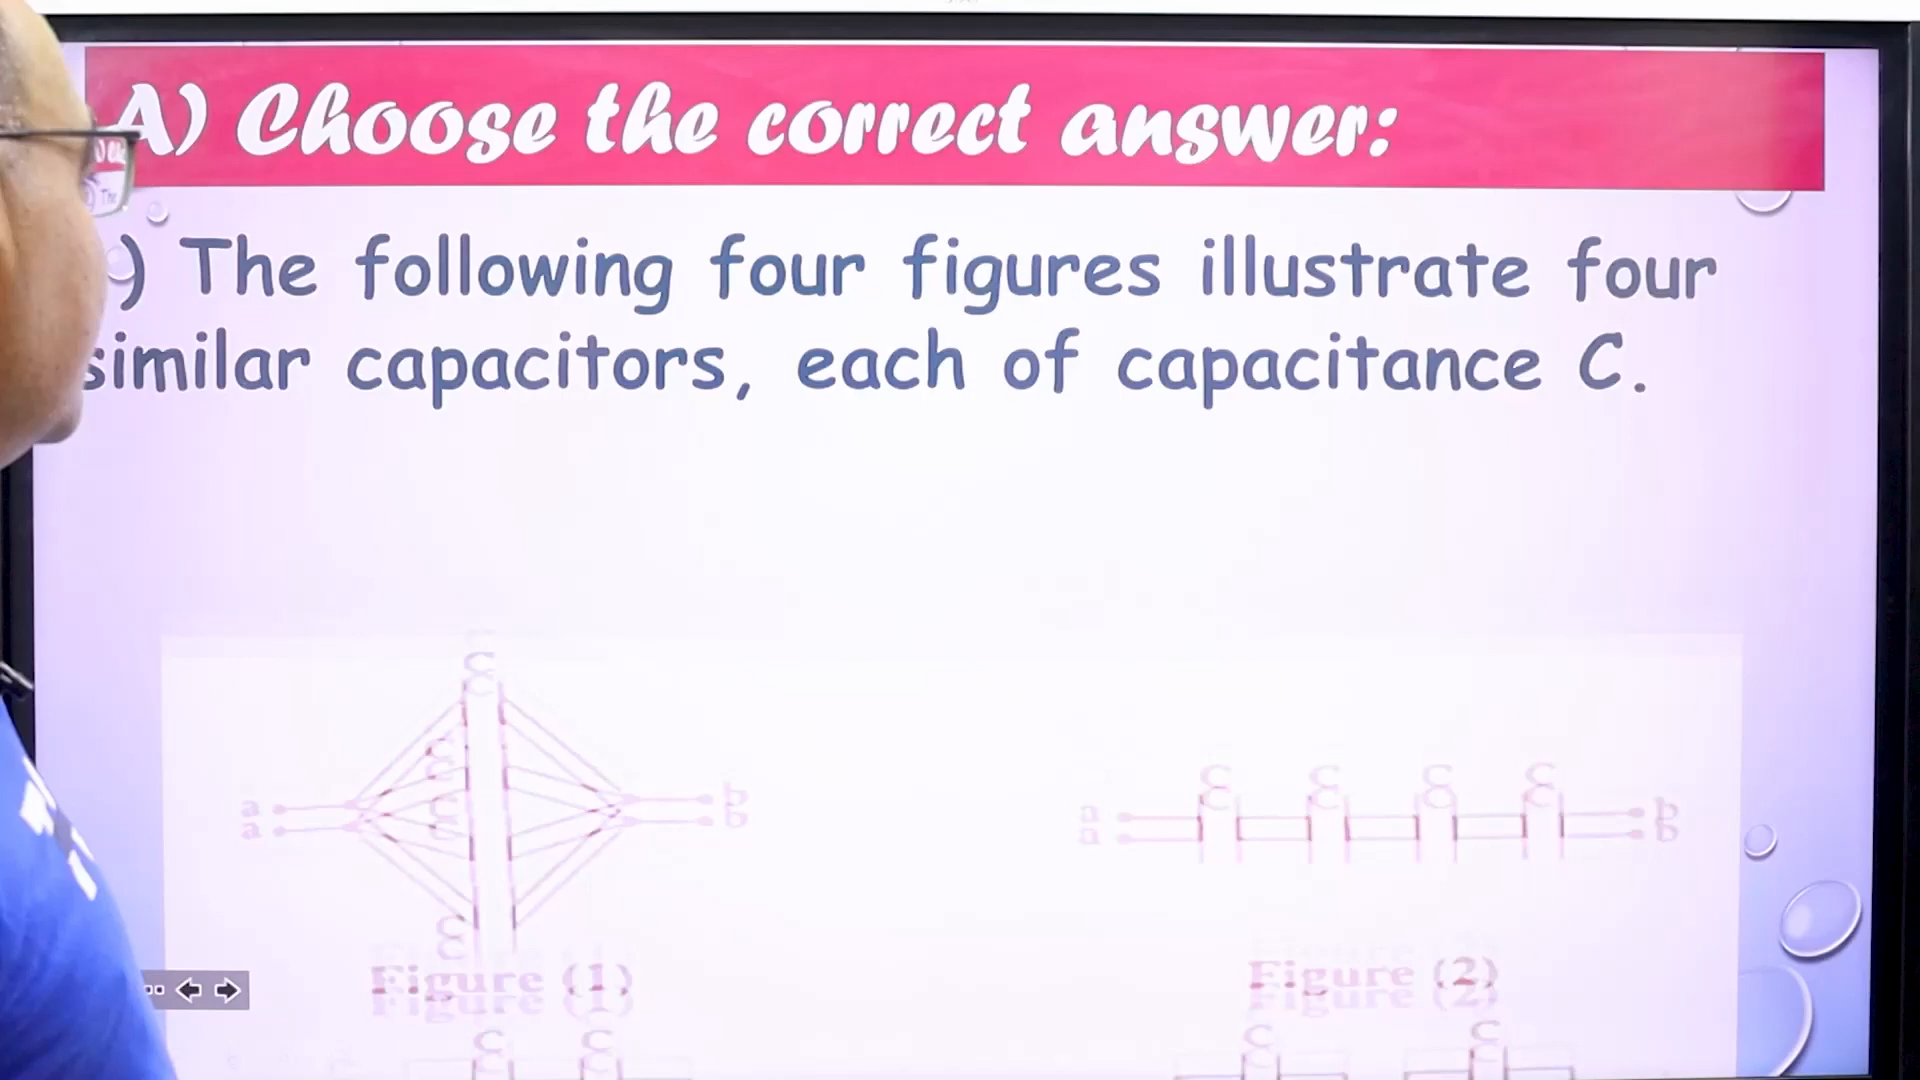 A) Choose the correct answer:
) The following four figures illustrate four
similar capacitors, each of capacitance C.
C
C
C
C
a b
Figure (1)
C C C C
a b
Figure (2)
C C
C C